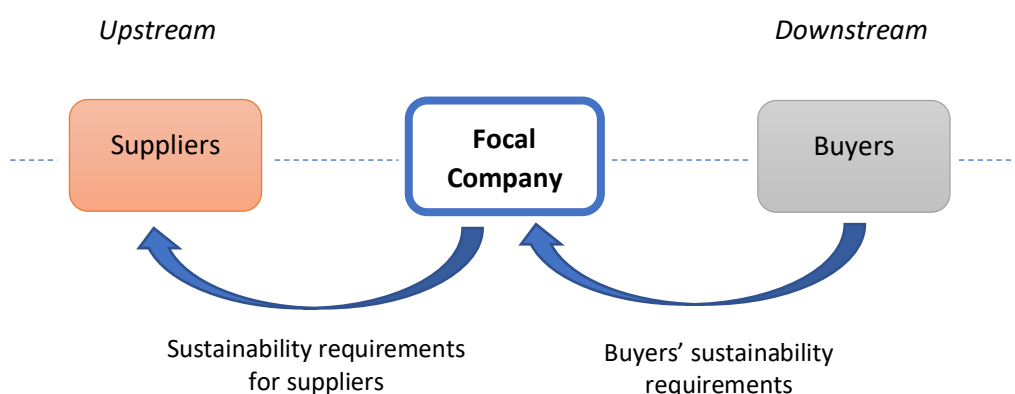 Upstream
Downstream
Suppliers
Focal
Company
Buyers
Sustainability requirements
for suppliers
Buyers’ sustainability
requirements